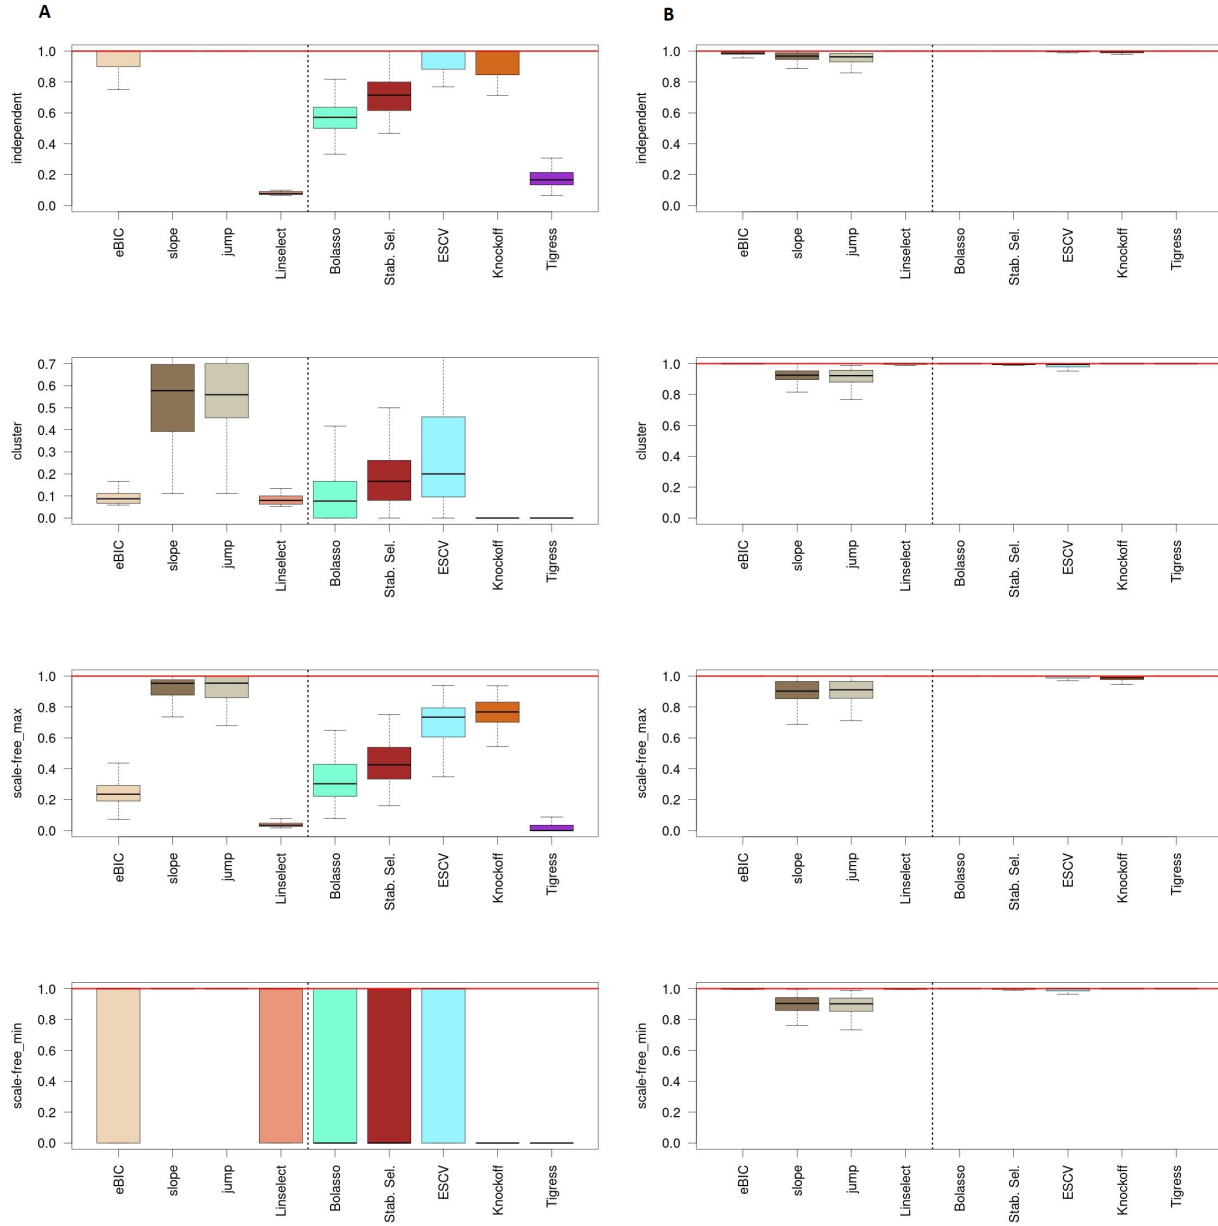 A
B
independent
1.0
0.8
0.6
0.4
0.2
0.0
eBIC
slope
jump
Linselect
Bolasso
Stab. Sel.
ESCV
Knockoff
Tigress
independent
1.0
0.8
0.6
0.4
0.2
0.0
eBIC
slope
jump
Linselect
Bolasso
Stab. Sel.
ESCV
Knockoff
Tigress
cluster
0.7
0.6
0.5
0.4
0.3
0.2
0.1
0.0
eBIC
slope
jump
Linselect
Bolasso
Stab. Sel.
ESCV
Knockoff
Tigress
cluster
1.0
0.8
0.6
0.4
0.2
0.0
eBIC
slope
jump
Linselect
Bolasso
Stab. Sel.
ESCV
Knockoff
Tigress
scale-free_max
1.0
0.8
0.6
0.4
0.2
0.0
eBIC
slope
jump
Linselect
Bolasso
Stab. Sel.
ESCV
Knockoff
Tigress
scale-free_max
1.0
0.8
0.6
0.4
0.2
0.0
eBIC
slope
jump
Linselect
Bolasso
Stab. Sel.
ESCV
Knockoff
Tigress
scale-free_min
1.0
0.8
0.6
0.4
0.2
0.0
eBIC
slope
jump
Linselect
Bolasso
Stab. Sel.
ESCV
Knockoff
Tigress
scale-free_min
1.0
0.8
0.6
0.4
0.2
0.0
eBIC
slope
jump
Linselect
Bolasso
Stab. Sel.
ESCV
Knockoff
Tigress